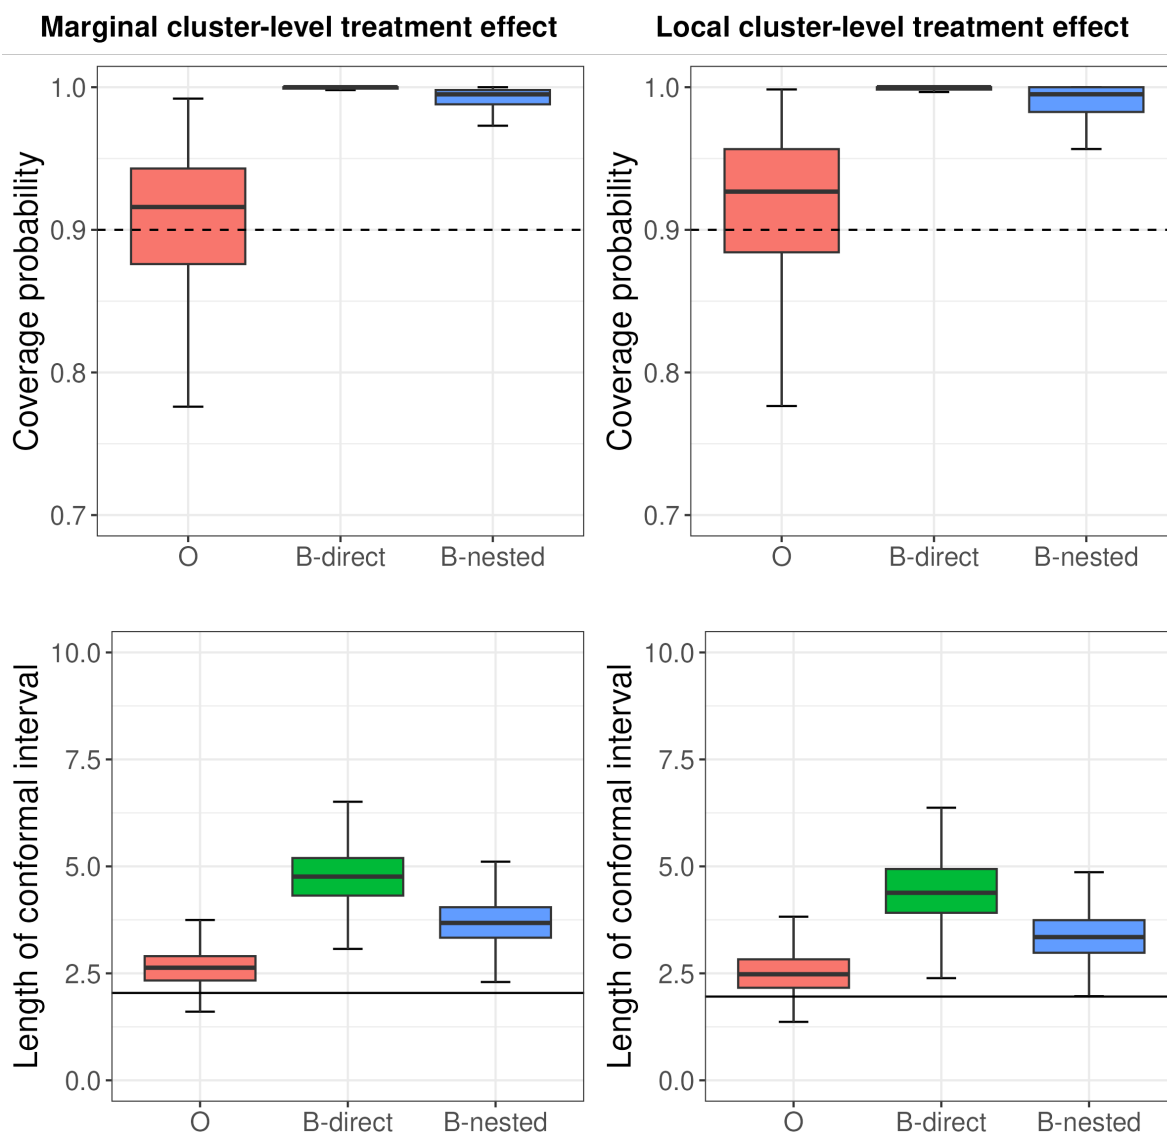 Marginal cluster-level treatment effect
Local cluster-level treatment effect
Coverage probability
1.0
0.9
0.8
0.7
O
B-direct
B-nested
Coverage probability
1.0
0.9
0.8
0.7
O
B-direct
B-nested
Length of conformal interval
10.0
7.5
5.0
2.5
0.0
O
B-direct
B-nested
Length of conformal interval
10.0
7.5
5.0
2.5
0.0
O
B-direct
B-nested